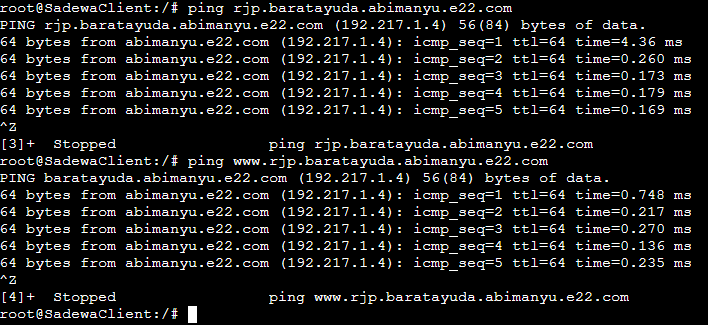 root@SadewaClient:/# ping rjp.baratayuda.abimanyu.e22.com
PING rjp.baratayuda.abimanyu.e22.com (192.217.1.4) 56(84) bytes of data.
64 bytes from abimanyu.e22.com (192.217.1.4): icmp_seq=1 ttl=64 time=4.36 ms
64 bytes from abimanyu.e22.com (192.217.1.4): icmp_seq=2 ttl=64 time=0.260 ms
64 bytes from abimanyu.e22.com (192.217.1.4): icmp_seq=3 ttl=64 time=0.173 ms
64 bytes from abimanyu.e22.com (192.217.1.4): icmp_seq=4 ttl=64 time=0.179 ms
64 bytes from abimanyu.e22.com (192.217.1.4): icmp_seq=5 ttl=64 time=0.169 ms
^Z
[3]+  Stopped                 ping rjp.baratayuda.abimanyu.e22.com
root@SadewaClient:/# ping www.rjp.baratayuda.abimanyu.e22.com
PING baratayuda.abimanyu.e22.com (192.217.1.4) 56(84) bytes of data.
64 bytes from abimanyu.e22.com (192.217.1.4): icmp_seq=1 ttl=64 time=0.748 ms
64 bytes from abimanyu.e22.com (192.217.1.4): icmp_seq=2 ttl=64 time=0.217 ms
64 bytes from abimanyu.e22.com (192.217.1.4): icmp_seq=3 ttl=64 time=0.270 ms
64 bytes from abimanyu.e22.com (192.217.1.4): icmp_seq=4 ttl=64 time=0.136 ms
64 bytes from abimanyu.e22.com (192.217.1.4): icmp_seq=5 ttl=64 time=0.235 ms
^Z
[4]+  Stopped                 ping www.rjp.baratayuda.abimanyu.e22.com
root@SadewaClient:/#